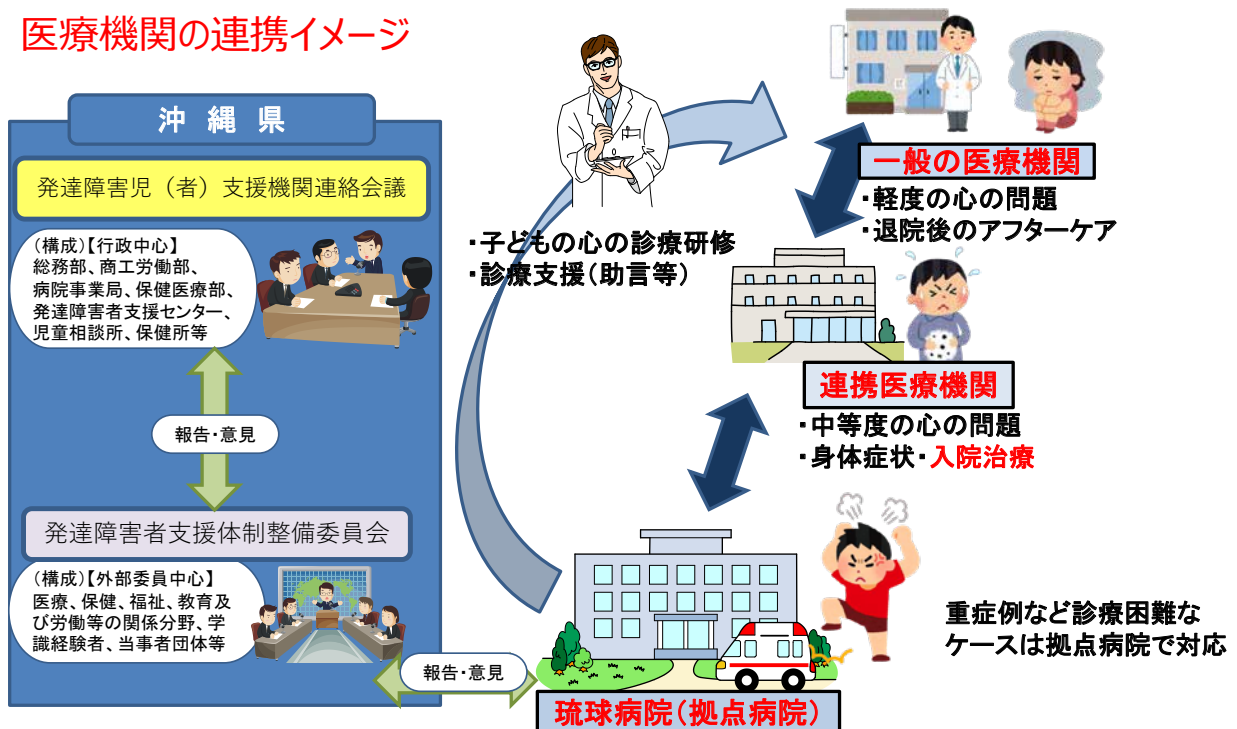 医療機関の連携イメージ
沖縄県
発達障害児（者）支援機関連絡会議
(構成)【行政中心】
総務部、商工労働部、
病院事業局、保健医療部、
発達障害者支援センター、
児童相談所、保健所等
報告・意見
発達障害者支援体制整備委員会
(構成)【外部委員中心】
医療、保健、福祉、教育及
び労働等の関係分野、学
識経験者、当事者団体等
報告・意見
・子どもの心の診療研修
・診療支援(助言等)
一般の医療機関
・軽度の心の問題
・退院後のアフターケア
連携医療機関
・中等度の心の問題
・身体症状・入院治療
重症例など診療困難な
ケースは拠点病院で対応
琉球病院(拠点病院)